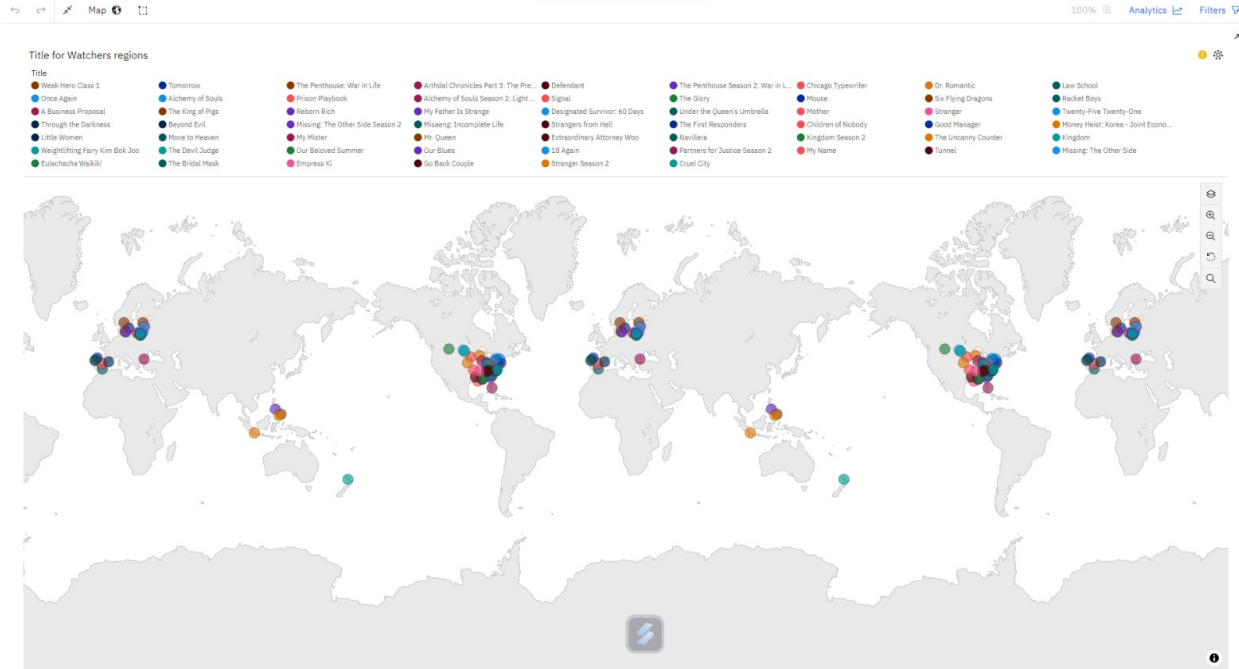 Map
100% Analytics Filters
Title for Watchers regions
Title
Weak Hero Class 1 Tomorrow The Penthouse: War in Life Arthdal Chronicles Part 3: The Pre... Defendant The Penthouse Season 2: War in L... Chicago Typewriter Dr. Romantic Law School
Once Again Alchemy of Souls Prison Playbook Alchemy of Souls Season 2: Light ... Signal The Glory Mouse Six Flying Dragons Racket Boys
A Business Proposal The King of Pigs Reborn Rich My Father Is Strange Designated Survivor: 60 Days Under the Queen's Umbrella Mother Stranger Twenty-Five Twenty-One
Through the Darkness Beyond Evil Missing: The Other Side Season 2 Misaeng: Incomplete Life Strangers from Hell The First Responders Children of Nobody Good Manager Money Heist: Korea - Joint Econo...
Little Women Move to Heaven My Mister Mr. Queen Extraordinary Attorney Woo Navillera Kingdom Season 2 The Uncanny Counter Kingdom
Weightlifting Fairy Kim Bok Joo The Devil Judge Our Beloved Summer Our Blues 18 Again Partners for Justice Season 2 My Name Tunnel Missing: The Other Side
Eulachacha Waikiki The Bridal Mask Empress Ki Go Back Couple Stranger Season 2 Cruel City